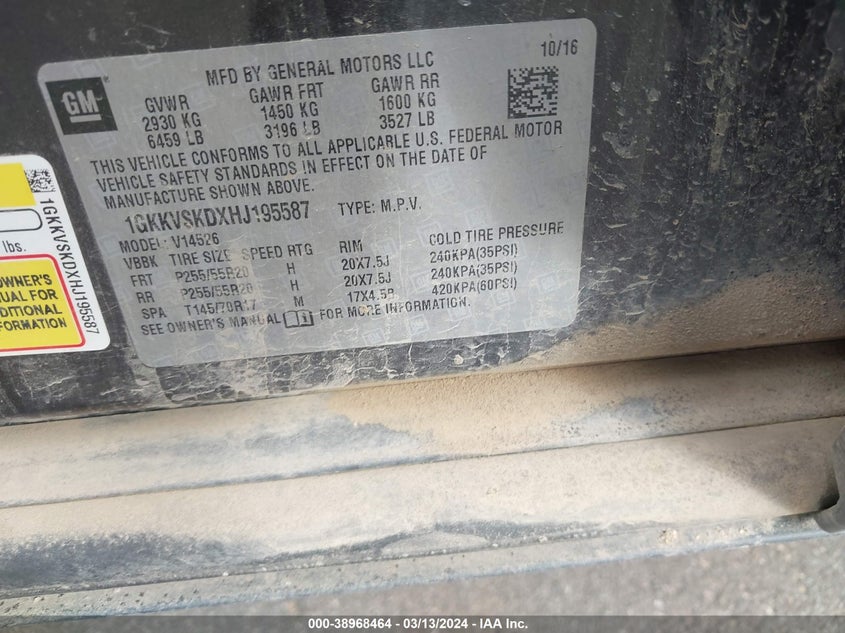 10/16
GM
MFD BY GENERAL MOTORS LLC
GVWR GAWR FRT GAWR RR
2930 KG 1450 KG 1600 KG
6459 LB 3196 LB 3527 LB
THIS VEHICLE CONFORMS TO ALL APPLICABLE U.S. FEDERAL MOTOR
VEHICLE SAFETY STANDARDS IN EFFECT ON THE DATE OF
MANUFACTURE SHOWN ABOVE.
1GKKVSKDXHJ195587 TYPE: M.P.V.
MODEL: V14526
VBBK TIRE SIZE SPEED RTG RIM COLD TIRE PRESSURE
FRT P255/55R20 H 20X7.5J 240KPA(35PSI)
RR P255/55R20 H 20X7.5J 240KPA(35PSI)
SPA T145/70R17 M 17X4.5B 420KPA(60PSI)
SEE OWNER'S MANUAL FOR MORE INFORMATION
1GKKVSKDXHJ195587
lbs.
OWNER'S
FOR
000-38968464 - 03/13/2024 - IAA Inc.